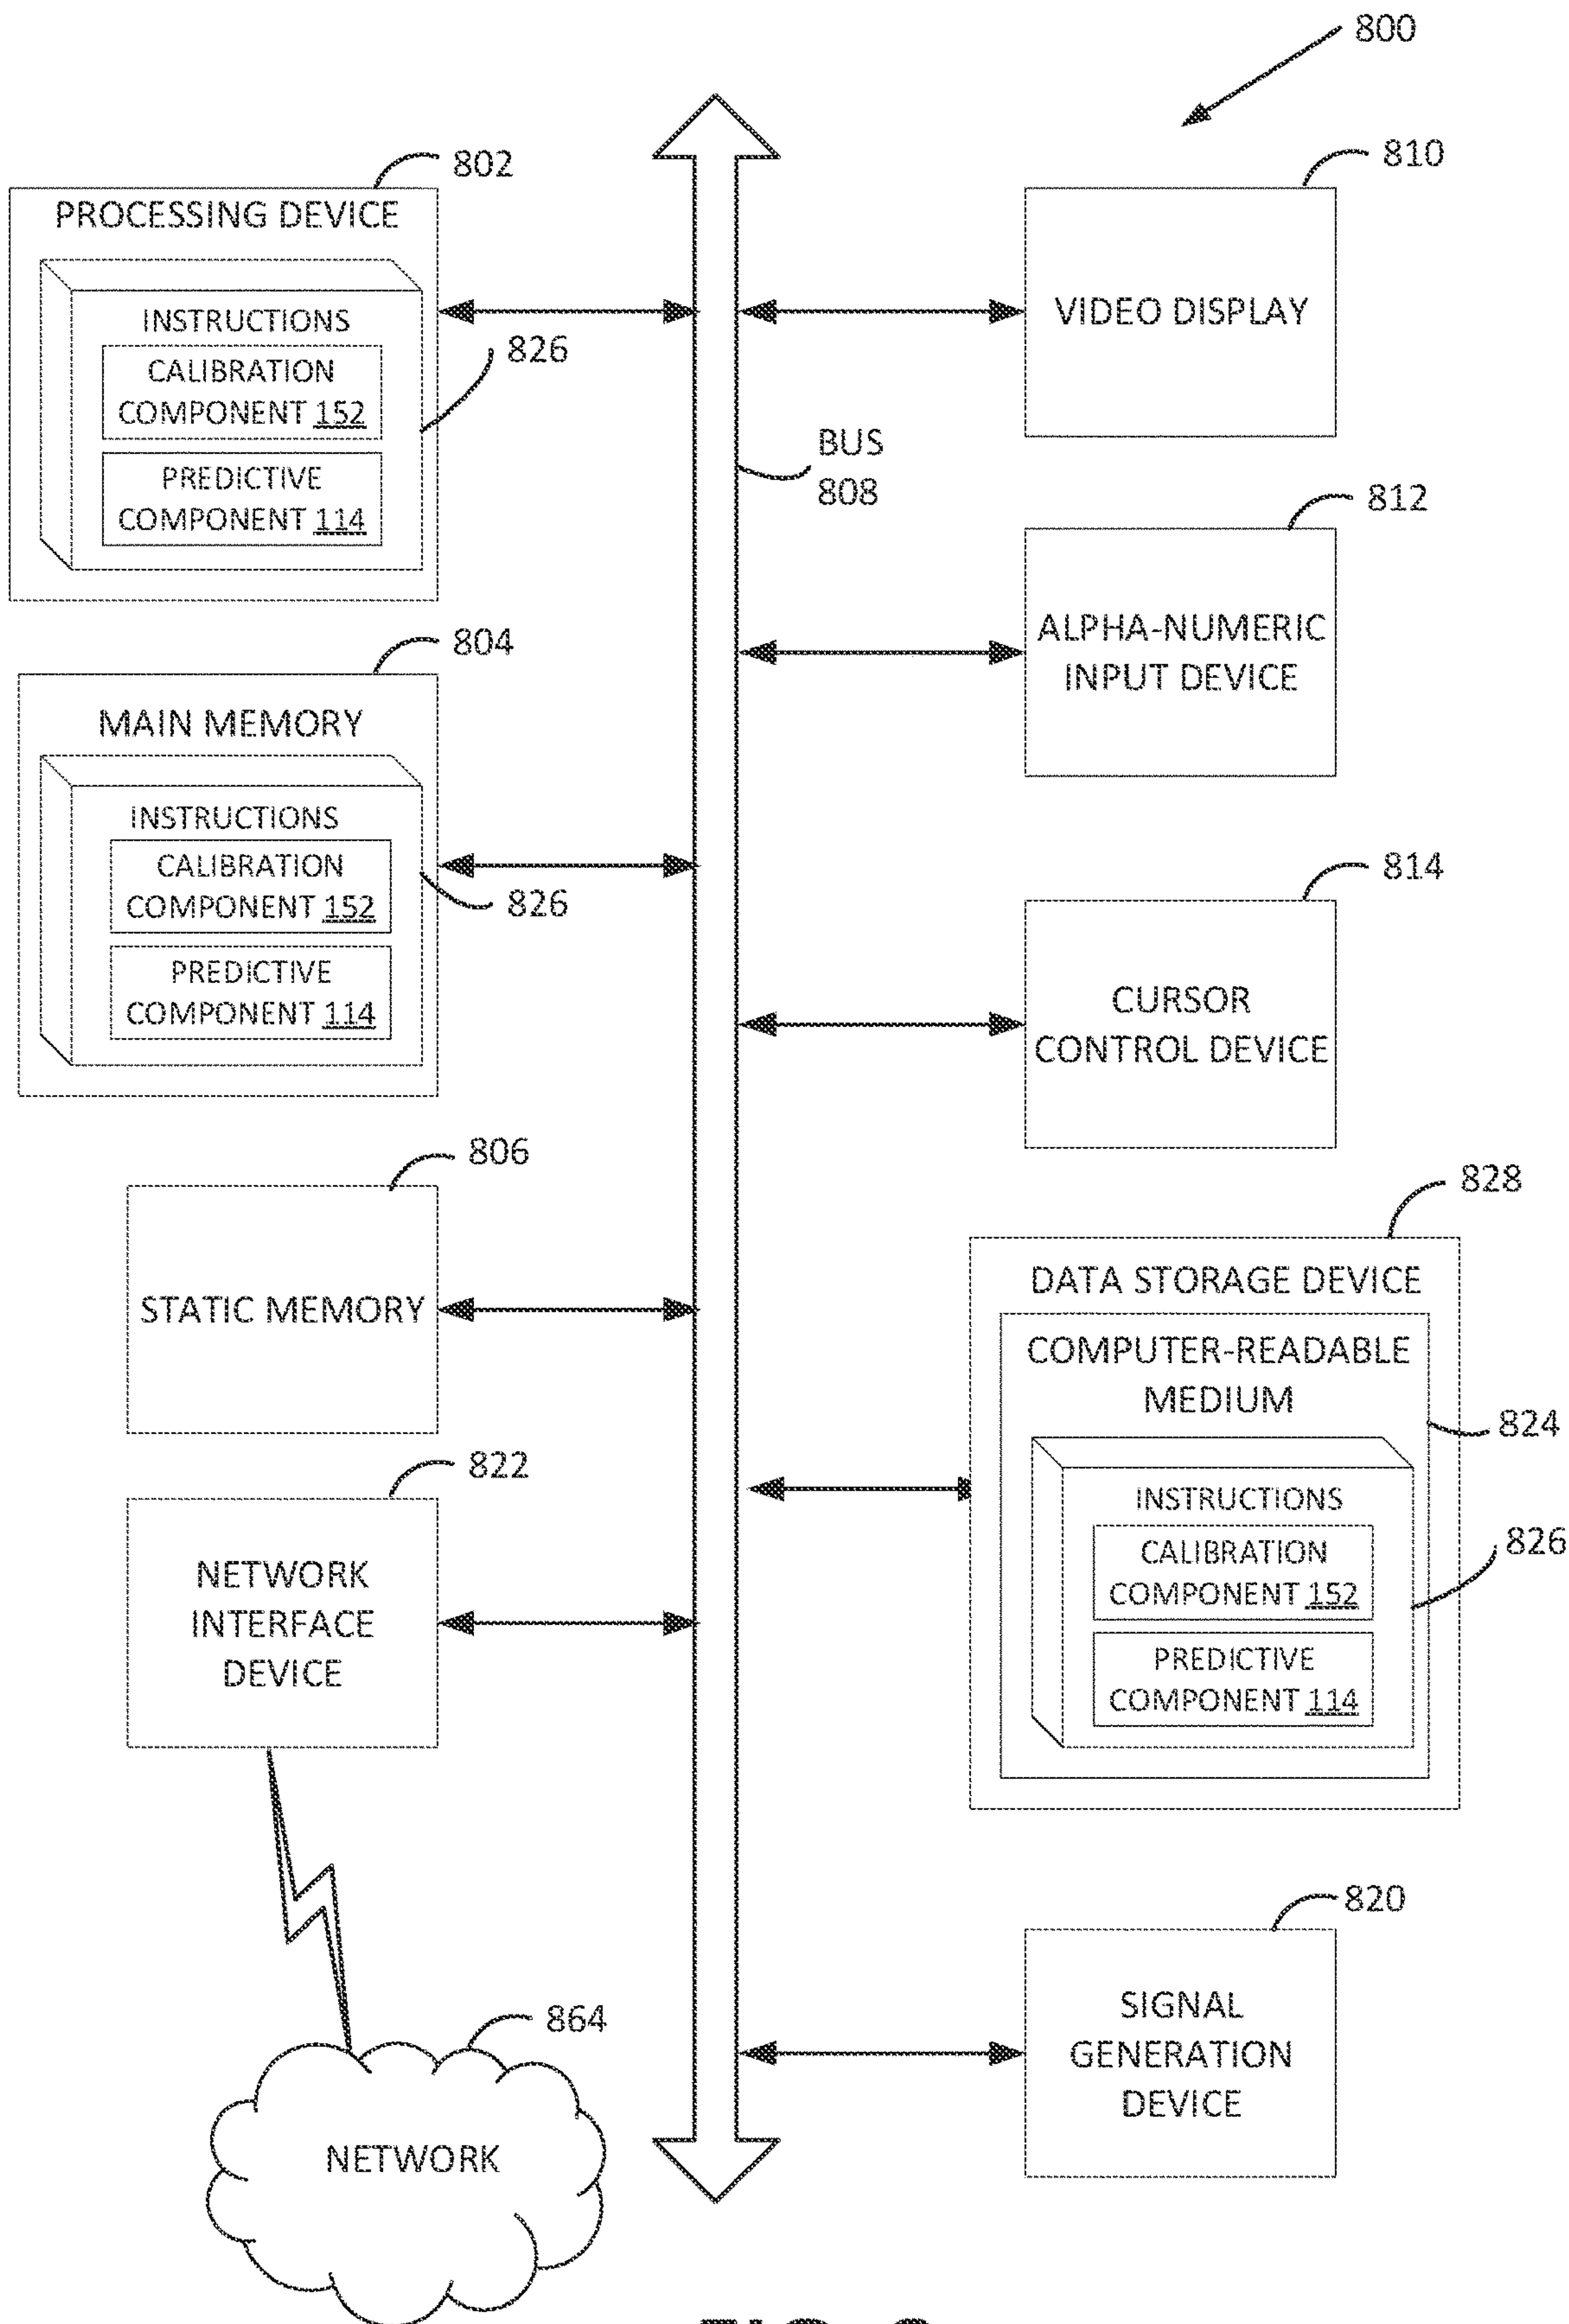 800
802
PROCESSING DEVICE
INSTRUCTIONS
CALIBRATION
COMPONENT 152
PREDICTIVE
COMPONENT 114
826
804
MAIN MEMORY
INSTRUCTIONS
CALIBRATION
COMPONENT 152
PREDICTIVE
COMPONENT 114
826
806
STATIC MEMORY
822
NETWORK
INTERFACE
DEVICE
864
NETWORK
BUS
808
810
VIDEO DISPLAY
812
ALPHA-NUMERIC
INPUT DEVICE
814
CURSOR
CONTROL DEVICE
828
DATA STORAGE DEVICE
COMPUTER-READABLE
MEDIUM
824
INSTRUCTIONS
CALIBRATION
COMPONENT 152
PREDICTIVE
COMPONENT 114
826
820
SIGNAL
GENERATION
DEVICE